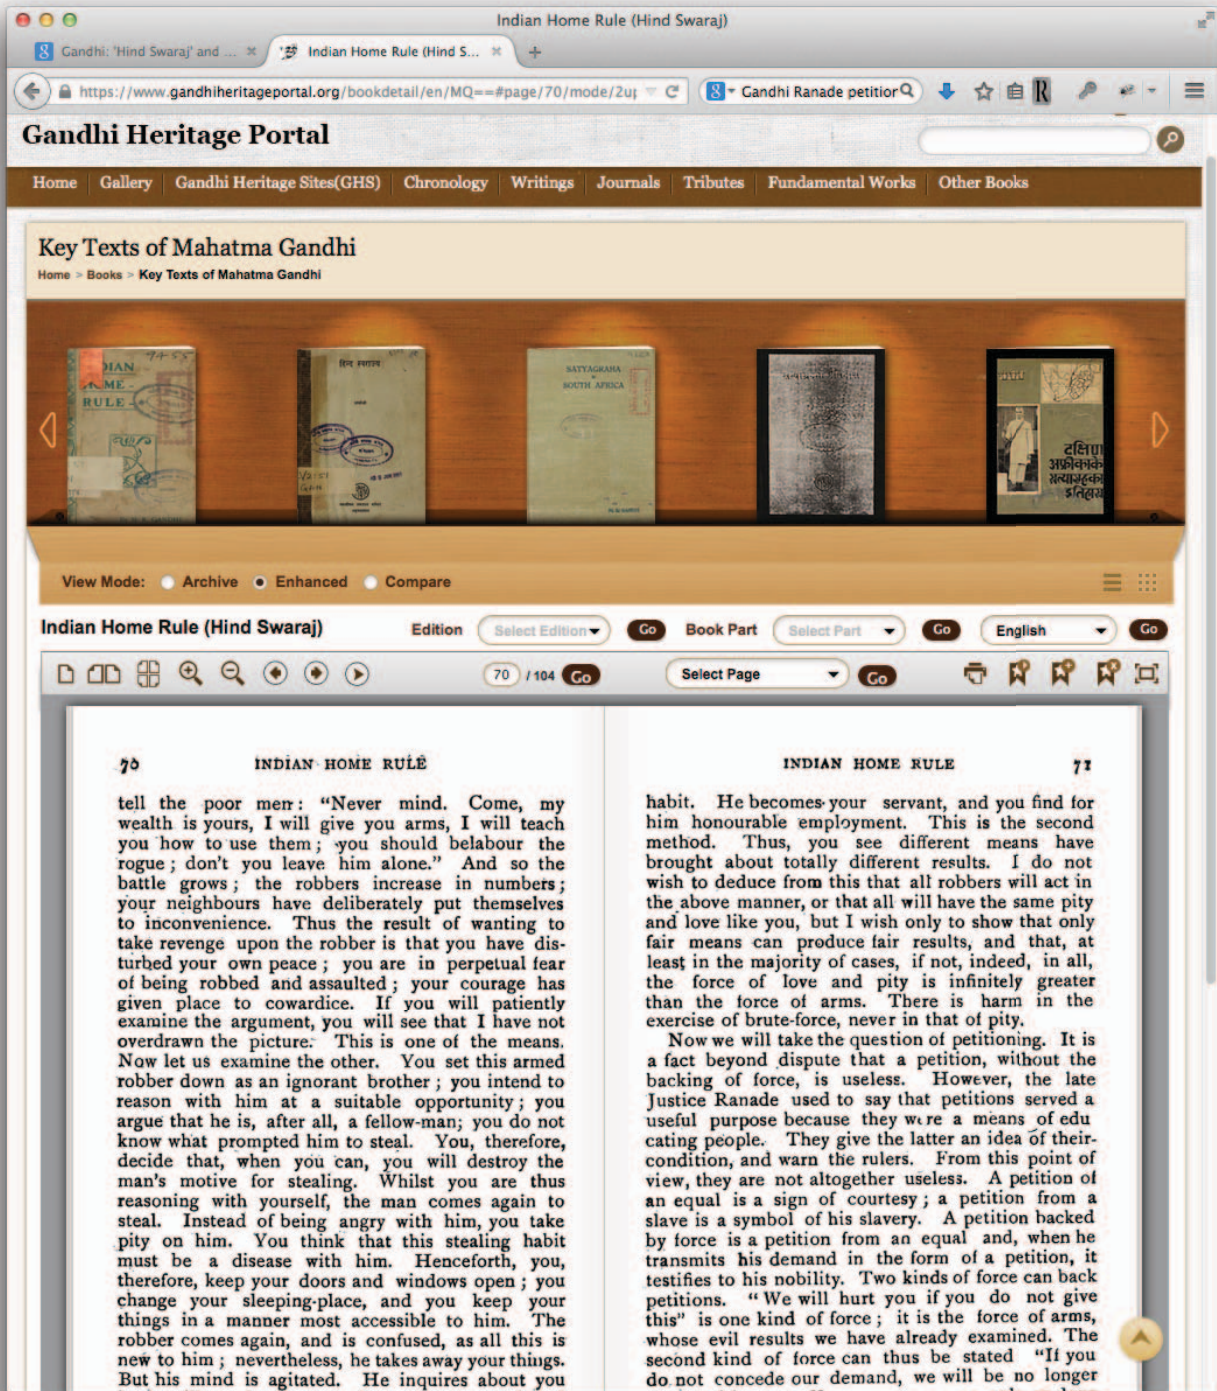 Indian Home Rule (Hind Swaraj)
Gandhi: 'Hind Swaraj' and ...
Indian Home Rule (Hind S...
https://www.gandhiheritageportal.org/bookdetail/en/MQ==#page/70/mode/2up
Gandhi Ranade petition
Gandhi Heritage Portal
Home Gallery Gandhi Heritage Sites(GHS) Chronology Writings Journals Tributes Fundamental Works Other Books
Key Texts of Mahatma Gandhi
Home > Books > Key Texts of Mahatma Gandhi
9455
INDIAN
HOME
RULE
हिन्द स्वराज्य
SATYAGRAHA
SOUTH AFRICA
दक्षिण
अफ्रीकाके
सत्याग्रहका
इतिहास
View Mode: Archive Enhanced Compare
Indian Home Rule (Hind Swaraj) Edition Select Edition Go Book Part Select Part Go English Go
70 / 104 Go Select Page Go
70 INDIAN HOME RULE
tell the poor men: “Never mind. Come, my
wealth is yours, I will give you arms, I will teach
you how to use them; you should belabour the
rogue; don't you leave him alone.” And so the
battle grows; the robbers increase in numbers;
your neighbours have deliberately put themselves
to inconvenience. Thus the result of wanting to
take revenge upon the robber is that you have dis-
turbed your own peace; you are in perpetual fear
of being robbed and assaulted; your courage has
given place to cowardice. If you will patiently
examine the argument, you will see that I have not
overdrawn the picture. This is one of the means.
Now let us examine the other. You set this armed
robber down as an ignorant brother; you intend to
reason with him at a suitable opportunity; you
argue that he is, after all, a fellow-man; you do not
know what prompted him to steal. You, therefore,
decide that, when you can, you will destroy the
man's motive for stealing. Whilst you are thus
reasoning with yourself, the man comes again to
steal. Instead of being angry with him, you take
pity on him. You think that this stealing habit
must be a disease with him. Henceforth, you,
therefore, keep your doors and windows open; you
change your sleeping-place, and you keep your
things in a manner most accessible to him. The
robber comes again, and is confused, as all this is
new to him; nevertheless, he takes away your things.
But his mind is agitated. He inquires about you
INDIAN HOME RULE 71
habit. He becomes your servant, and you find for
him honourable employment. This is the second
method. Thus, you see different means have
brought about totally different results. I do not
wish to deduce from this that all robbers will act in
the above manner, or that all will have the same pity
and love like you, but I wish only to show that only
fair means can produce fair results, and that, at
least in the majority of cases, if not, indeed, in all,
the force of love and pity is infinitely greater
than the force of arms. There is harm in the
exercise of brute-force, never in that of pity.
Now we will take the question of petitioning. It is
a fact beyond dispute that a petition, without the
backing of force, is useless. However, the late
Justice Ranade used to say that petitions served a
useful purpose because they were a means of edu
cating people. They give the latter an idea of their-
condition, and warn the rulers. From this point of
view, they are not altogether useless. A petition of
an equal is a sign of courtesy; a petition from a
slave is a symbol of his slavery. A petition backed
by force is a petition from an equal and, when he
transmits his demand in the form of a petition, it
testifies to his nobility. Two kinds of force can back
petitions. “We will hurt you if you do not give
this” is one kind of force; it is the force of arms,
whose evil results we have already examined. The
second kind of force can thus be stated “If you
do not concede our demand, we will be no longer